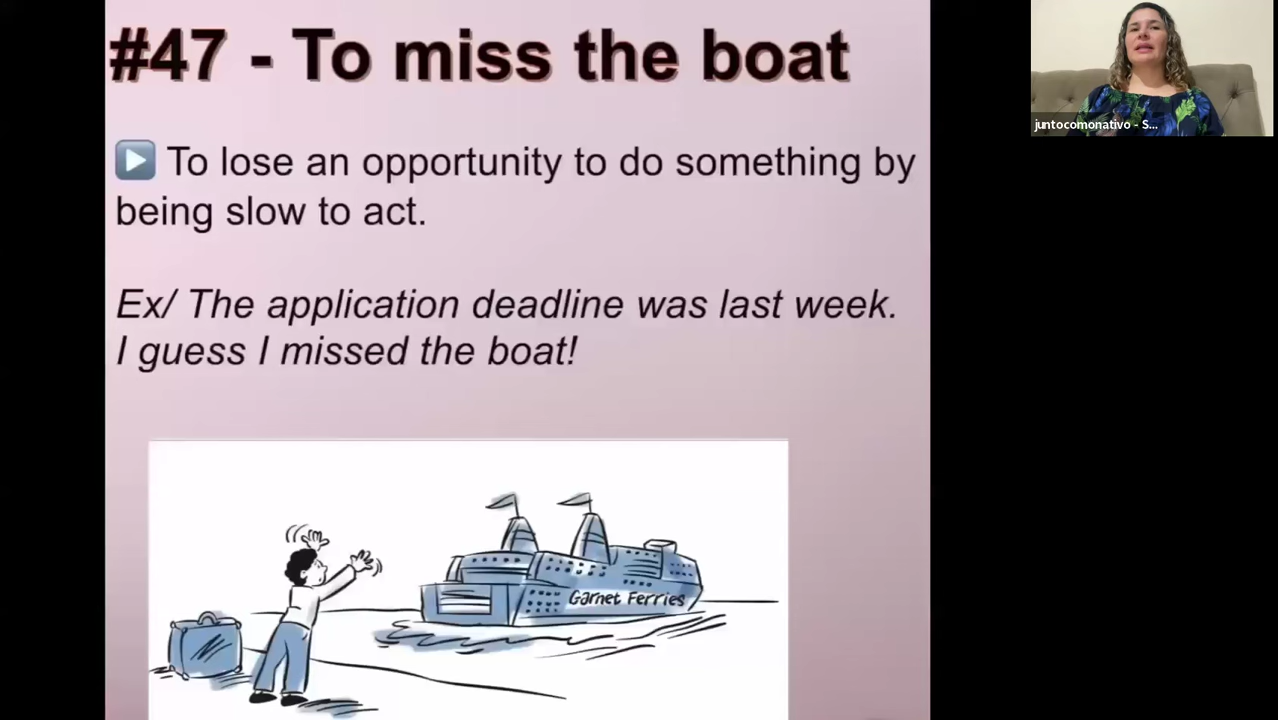 #47 - To miss the boat
To lose an opportunity to do something by
being slow to act.
Ex/ The application deadline was last week.
I guess I missed the boat!
Garnet Ferries
juntocomonativo - S...